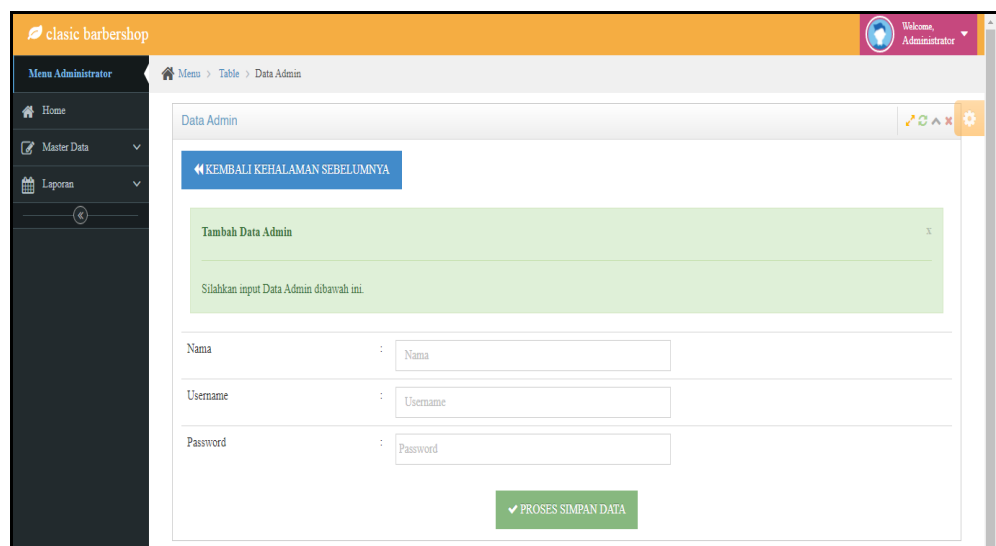 clasic barbershop
Welcome,
Administrator
Menu Administrator
Menu > Table > Data Admin
Home
Master Data
Laporan
Data Admin
KEMBALI KEHALAMAN SEBELUMNYA
Tambah Data Admin x
Silahkan input Data Admin dibawah ini.
Nama : Nama
Username : Username
Password : Password
PROSES SIMPAN DATA